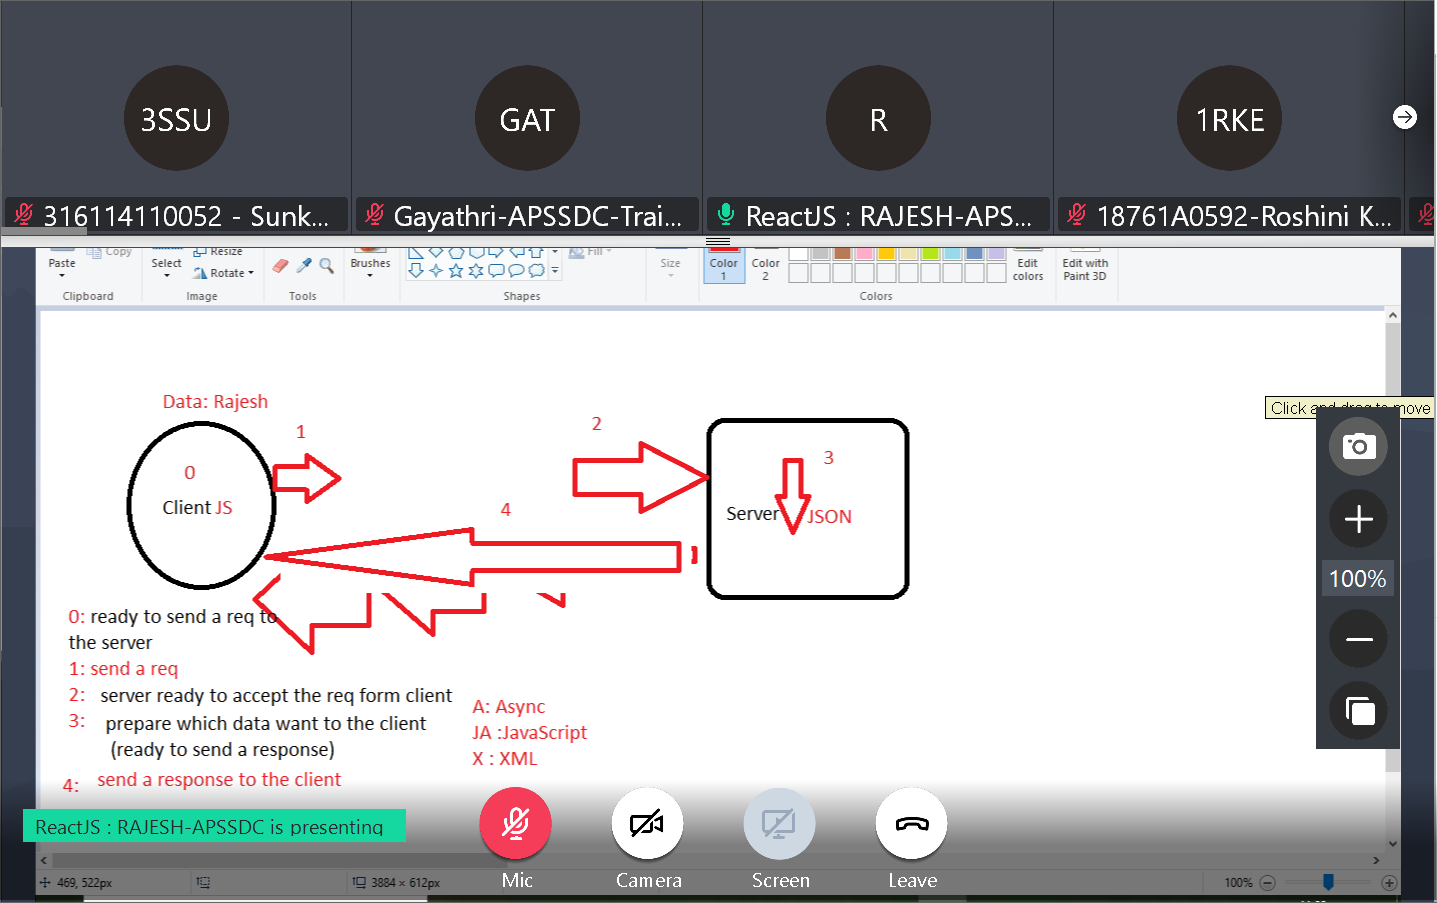 3SSU
GAT
R
1RKE
316114110052 - Sunk...
Gayathri-APSSDC-Trai...
ReactJS : RAJESH-APS...
18761A0592-Roshini K...
Paste
Copy
Select
Resize
Rotate
Brushes
Fill
Size
Color
1
Color
2
Edit
colors
Edit with
Paint 3D
Clipboard
Image
Tools
Shapes
Colors
Data: Rajesh
1
2
Click and drag to move
0
3
Client JS
4
Server
JSON
100%
0: ready to send a req to
the server
1: send a req
2: server ready to accept the req form client
3: prepare which data want to the client
(ready to send a response)
4: send a response to the client
A: Async
JA :JavaScript
X : XML
ReactJS : RAJESH-APSSDC is presenting
Mic
Camera
Screen
Leave
469, 522px
3884 × 612px
100%